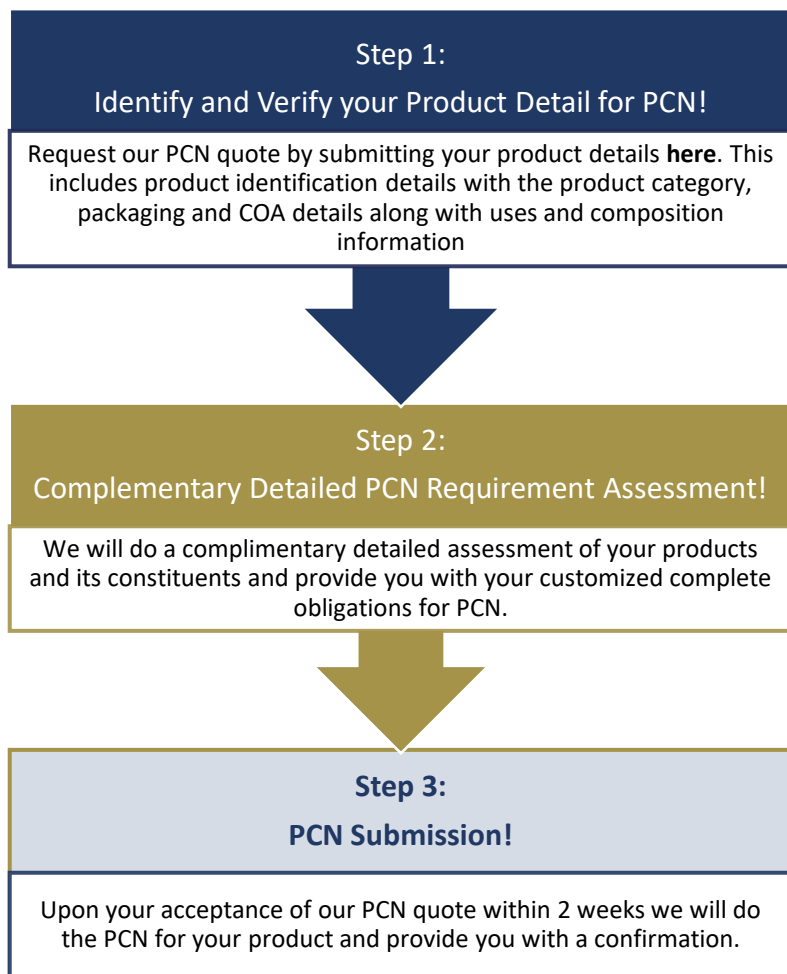 Step 1:
Identify and Verify your Product Detail for PCN!
Request our PCN quote by submitting your product details here. This
includes product identification details with the product category,
packaging and COA details along with uses and composition
information
Step 2:
Complementary Detailed PCN Requirement Assessment!
We will do a complimentary detailed assessment of your products
and its constituents and provide you with your customized complete
obligations for PCN.
Step 3:
PCN Submission!
Upon your acceptance of our PCN quote within 2 weeks we will do
the PCN for your product and provide you with a confirmation.